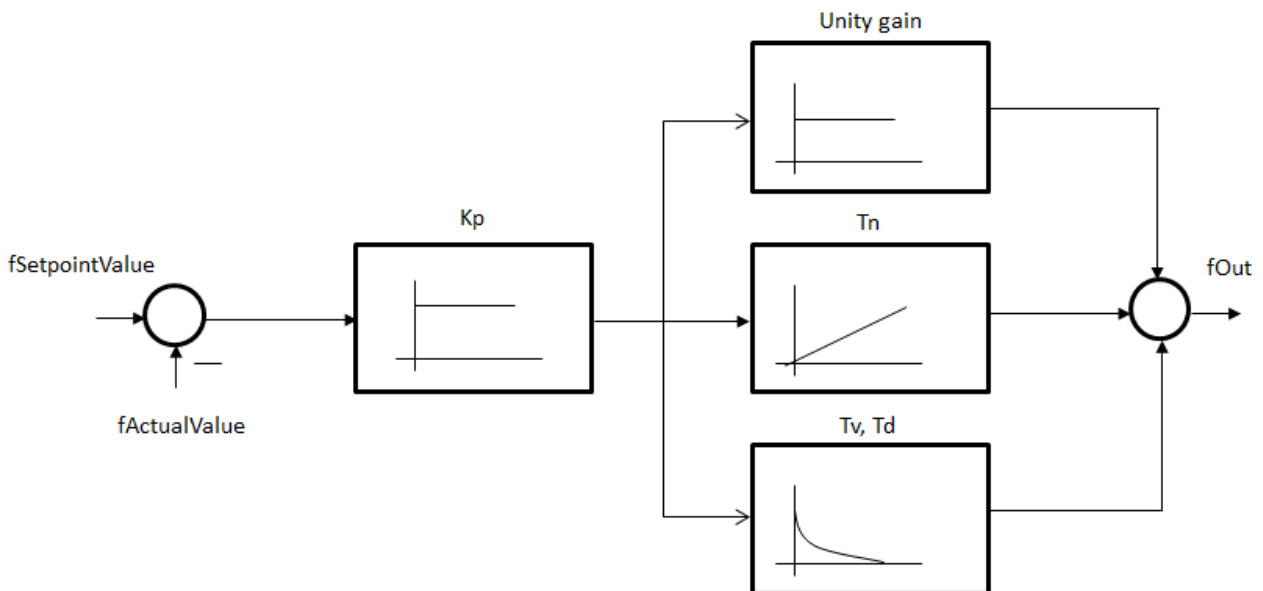 Unity gain
Kp
Tn
fSetpointValue
fOut
fActualValue
Tv, Td